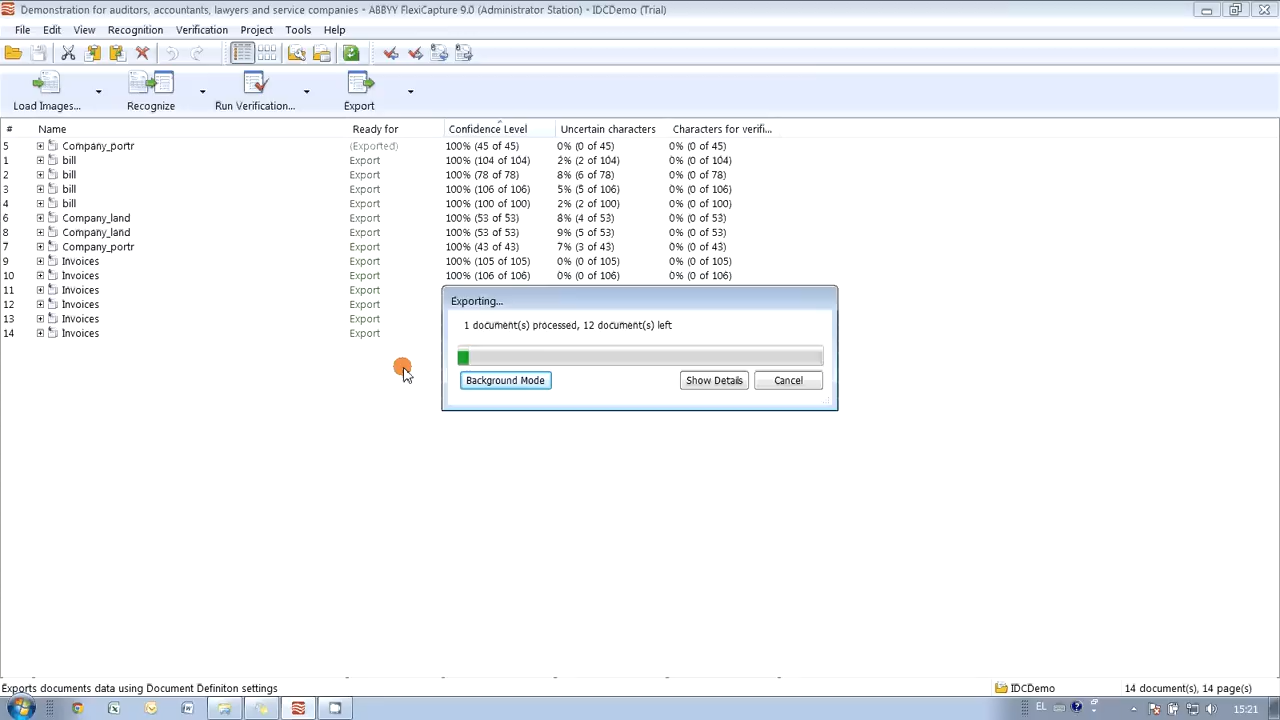 Demonstration for auditors, accountants, lawyers and service companies - ABBYY FlexiCapture 9.0 (Administrator Station) - IDCDemo (Trial)
File Edit View Recognition Verification Project Tools Help
Load Images... Recognize Run Verification... Export
# Name Ready for Confidence Level Uncertain characters Characters for verifi...
5 Company_portr (Exported) 100% (45 of 45) 0% (0 of 45) 0% (0 of 45)
1 bill Export 100% (104 of 104) 2% (2 of 104) 0% (0 of 104)
2 bill Export 100% (78 of 78) 8% (6 of 78) 0% (0 of 78)
3 bill Export 100% (106 of 106) 5% (5 of 106) 0% (0 of 106)
4 bill Export 100% (100 of 100) 2% (2 of 100) 0% (0 of 100)
6 Company_land Export 100% (53 of 53) 8% (4 of 53) 0% (0 of 53)
8 Company_land Export 100% (53 of 53) 9% (5 of 53) 0% (0 of 53)
7 Company_portr Export 100% (43 of 43) 7% (3 of 43) 0% (0 of 43)
9 Invoices Export 100% (105 of 105) 0% (0 of 105) 0% (0 of 105)
10 Invoices Export 100% (106 of 106) 0% (0 of 106) 0% (0 of 106)
11 Invoices Export
12 Invoices Export
13 Invoices Export
14 Invoices Export
Exporting...
1 document(s) processed, 12 document(s) left
Background Mode Show Details Cancel
Exports documents data using Document Definiton settings IDCDemo 14 document(s), 14 page(s)
EL 15:21